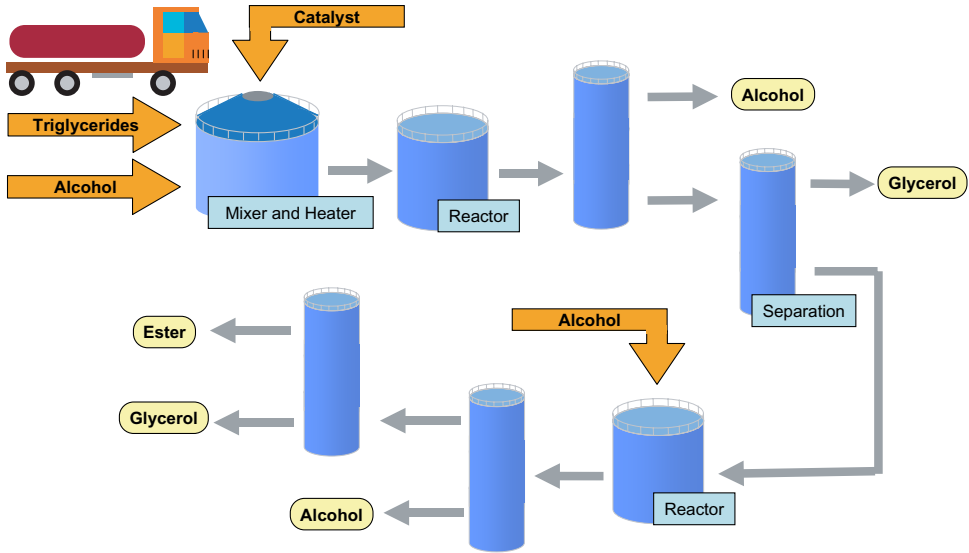 Catalyst
Triglycerides
Alcohol
Mixer and Heater
Reactor
Alcohol
Glycerol
Separation
Alcohol
Reactor
Ester
Glycerol
Alcohol